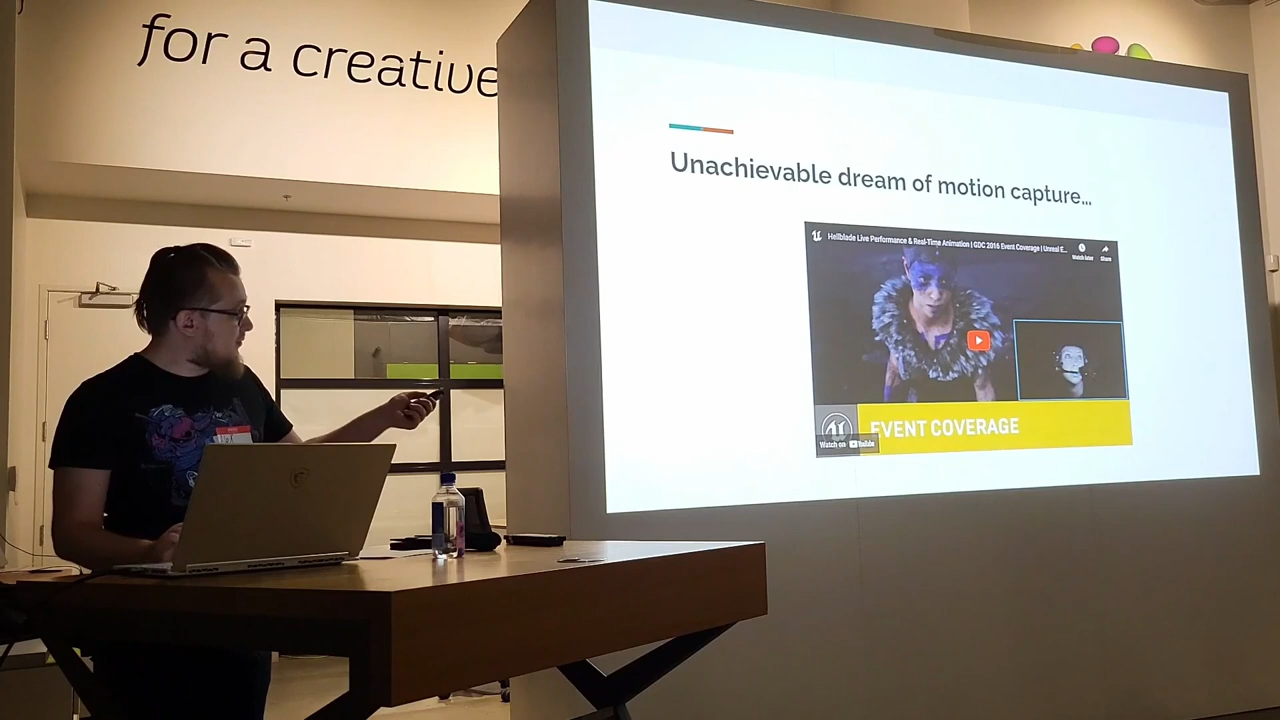 for a creative
Unachievable dream of motion capture...
Hellblade Live Performance & Real-Time Animation | GDC 2016 Event Coverage | Unreal E...
Watch later
Share
EVENT COVERAGE
Watch on YouTube